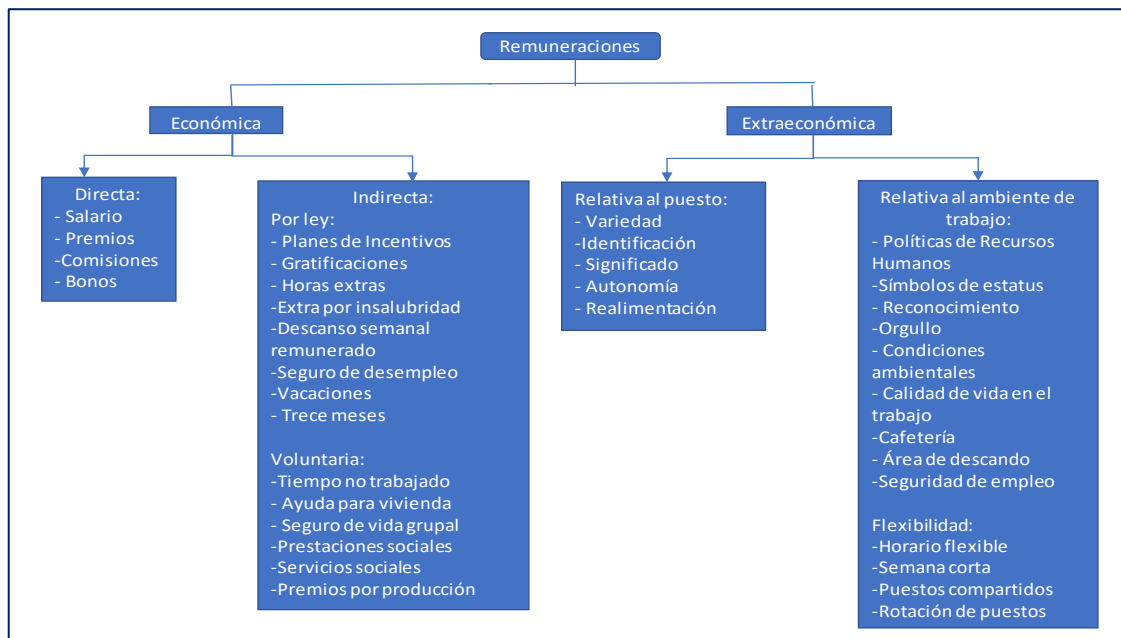 Remuneraciones
Económica
Extraeconómica
Directa:
- Salario
- Premios
-Comisiones
- Bonos
Indirecta:
Por ley:
- Planes de Incentivos
- Gratificaciones
- Horas extras
-Extra por insalubridad
-Descanso semanal
remunerado
-Seguro de desempleo
-Vacaciones
- Trece meses
Voluntaria:
-Tiempo no trabajado
- Ayuda para vivienda
- Seguro de vida grupal
-Prestaciones sociales
-Servicios sociales
-Premios por producción
Relativa al puesto:
- Variedad
-Identificación
- Significado
- Autonomía
- Realimentación
Relativa al ambiente de
trabajo:
- Políticas de Recursos
Humanos
-Símbolos de estatus
- Reconocimiento
-Orgullo
- Condiciones
ambientales
- Calidad de vida en el
trabajo
-Cafetería
- Área de descando
-Seguridad de empleo
Flexibilidad:
-Horario flexible
-Semana corta
-Puestos compartidos
-Rotación de puestos